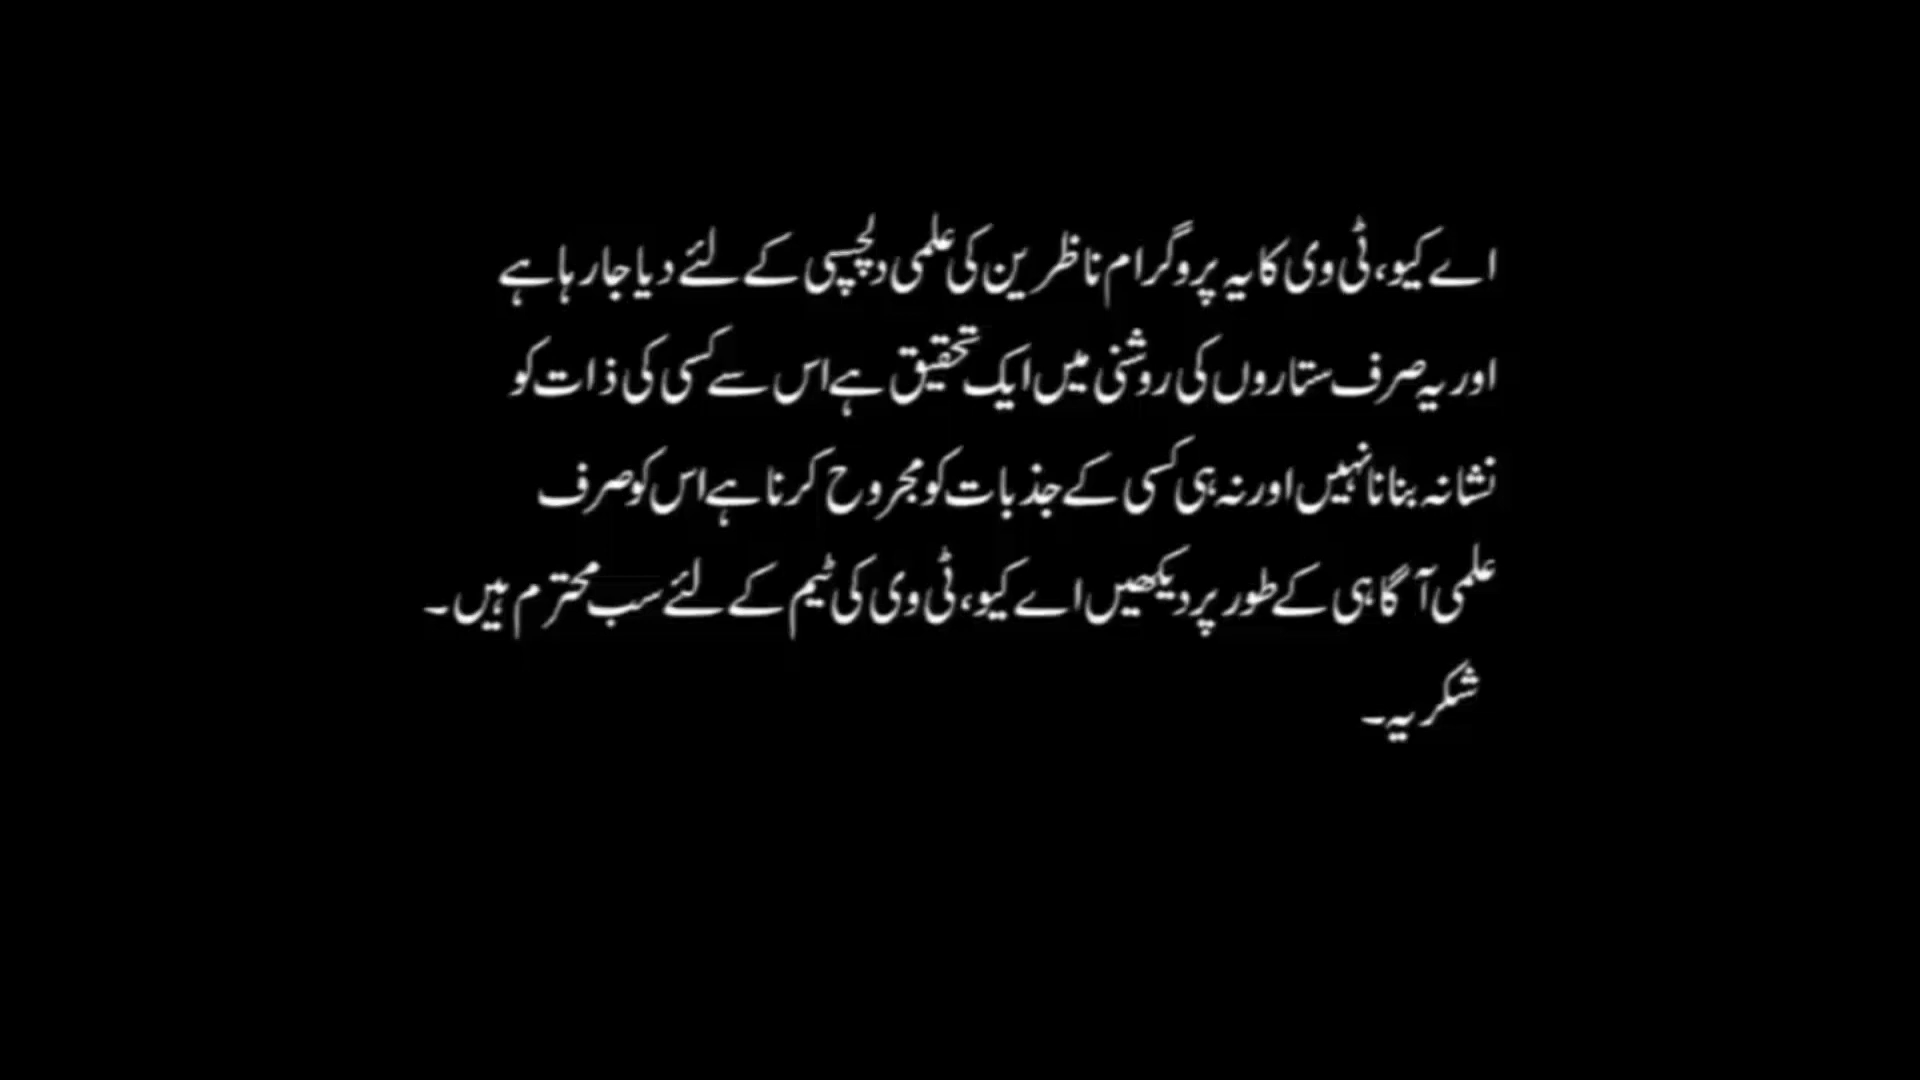 اے کیو، ٹی وی کا یہ پروگرام ناظرین کی علمی دلچسپی کے لئے دیا جا رہا ہے
اور یہ صرف ستاروں کی روشنی میں ایک تحقیق ہے اس سے کسی کی ذات کو
نشانہ بنانا نہیں اور نہ ہی کسی کے جذبات کو مجروح کرنا ہے اس کو صرف
علمی آگاہی کے طور پر دیکھیں اے کیو، ٹی وی کی ٹیم کے لئے سب محترم ہیں۔
شکریہ۔